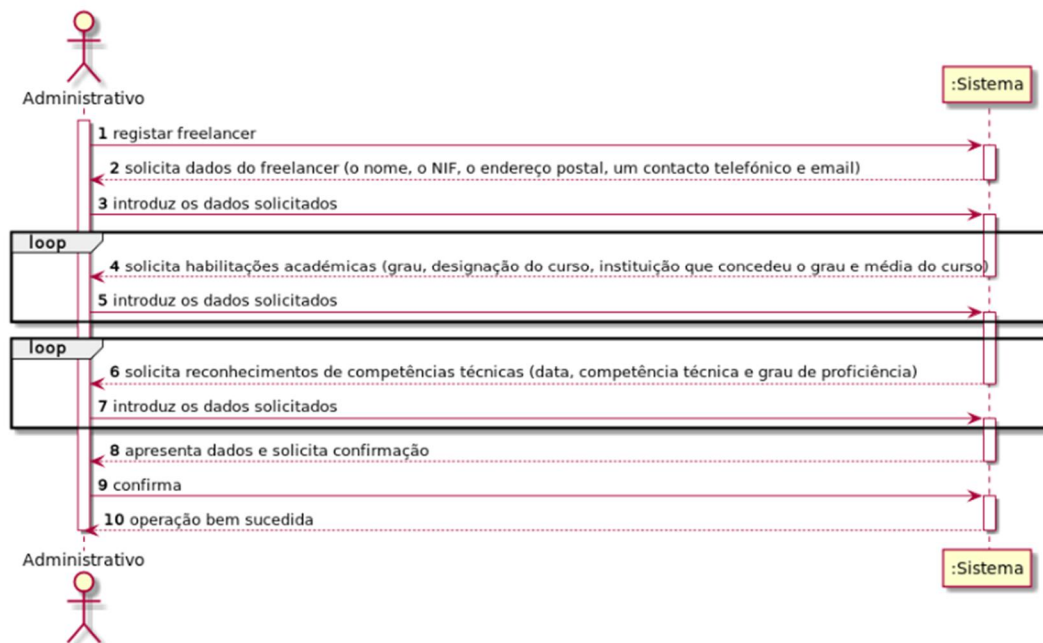 Administrativo
:Sistema
1 registar freelancer
2 solicita dados do freelancer (o nome, o NIF, o endereço postal, um contacto telefónico e email)
3 introduz os dados solicitados
loop
4 solicita habilitações académicas (grau, designação do curso, instituição que concedeu o grau e média do curso)
5 introduz os dados solicitados
loop
6 solicita reconhecimentos de competências técnicas (data, competência técnica e grau de proficiência)
7 introduz os dados solicitados
8 apresenta dados e solicita confirmação
9 confirma
10 operação bem sucedida
Administrativo
:Sistema